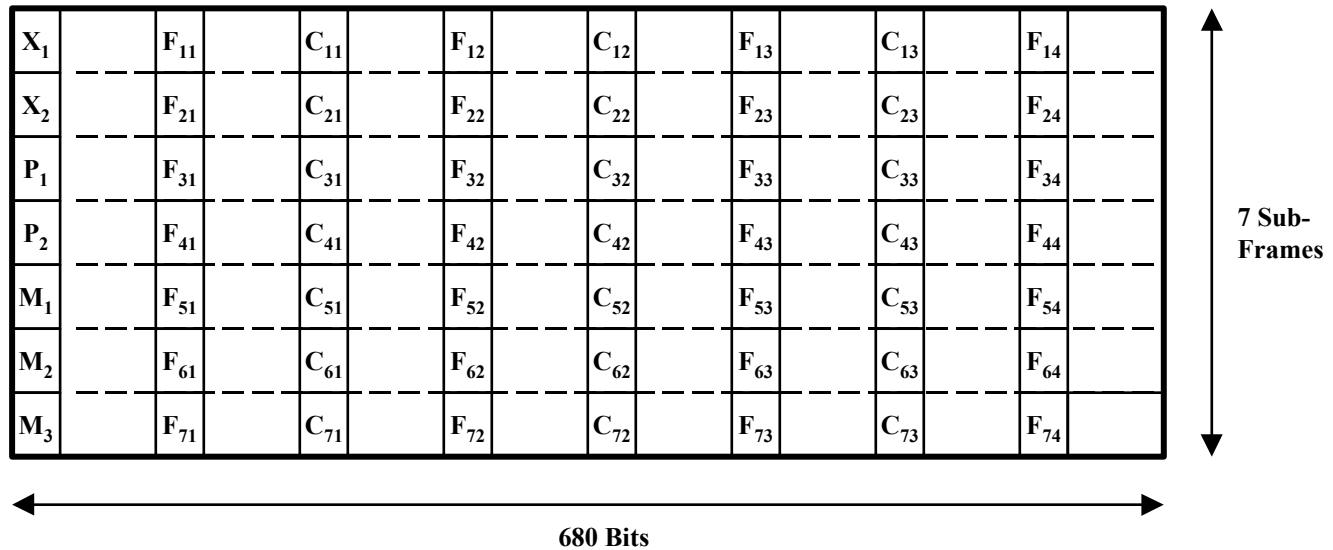 X₁ F₁₁ C₁₁ F₁₂ C₁₂ F₁₃ C₁₃ F₁₄
X₂ F₂₁ C₂₁ F₂₂ C₂₂ F₂₃ C₂₃ F₂₄
P₁ F₃₁ C₃₁ F₃₂ C₃₂ F₃₃ C₃₃ F₃₄
P₂ F₄₁ C₄₁ F₄₂ C₄₂ F₄₃ C₄₃ F₄₄
M₁ F₅₁ C₅₁ F₅₂ C₅₂ F₅₃ C₅₃ F₅₄
M₂ F₆₁ C₆₁ F₆₂ C₆₂ F₆₃ C₆₃ F₆₄
M₃ F₇₁ C₇₁ F₇₂ C₇₂ F₇₃ C₇₃ F₇₄
7 Sub-
Frames
680 Bits